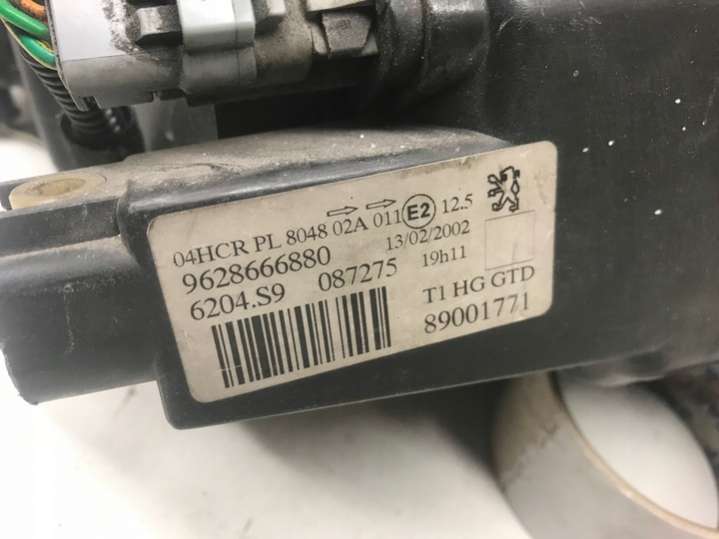 04HCR PL 8048 02A 011 E2 12.5
9628666880 13/02/2002
6204.S9 087275 19h11
T1 HG GTD
89001771